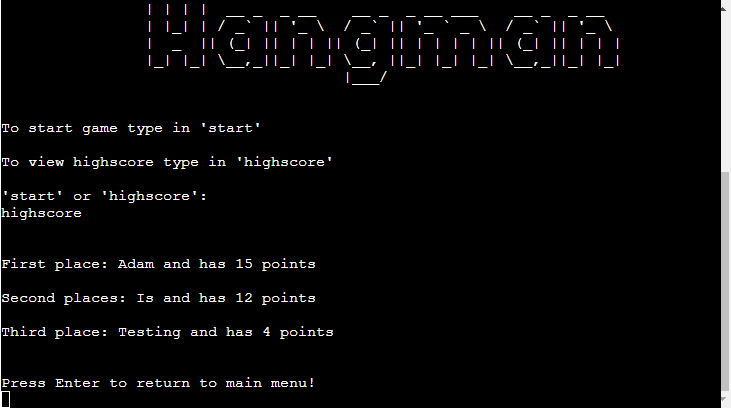 Hangman
To start game type in 'start'
To view highscore type in 'highscore'
'start' or 'highscore':
highscore
First place: Adam and has 15 points
Second places: Is and has 12 points
Third place: Testing and has 4 points
Press Enter to return to main menu!